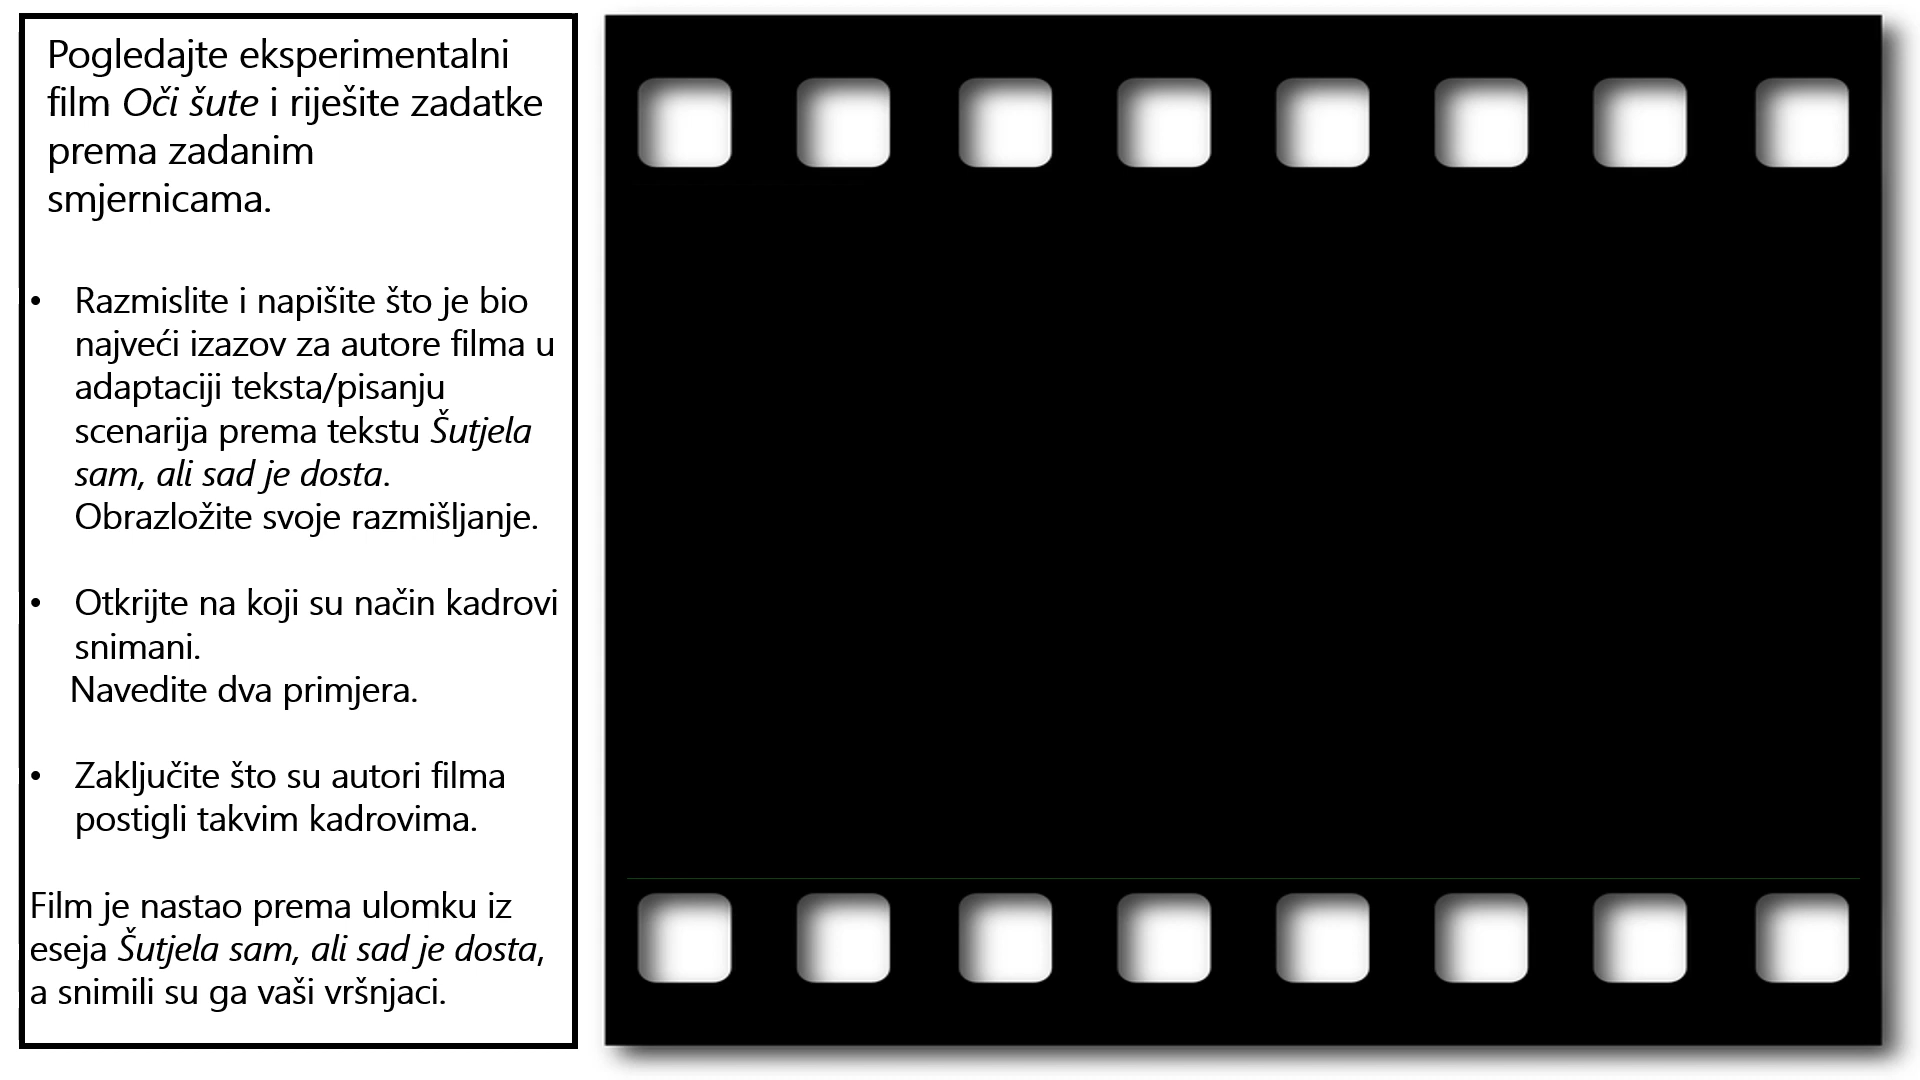 Pogledajte eksperimentalni
film Oči šute i riješite zadatke
prema zadanim
smjernicama.
• Razmislite i napišite što je bio
najveći izazov za autore filma u
adaptaciji teksta/pisanju
scenarija prema tekstu Šutjela
sam, ali sad je dosta.
Obrazložite svoje razmišljanje.
• Otkrijte na koji su način kadrovi
snimani.
Navedite dva primjera.
• Zaključite što su autori filma
postigli takvim kadrovima.
Film je nastao prema ulomku iz
eseja Šutjela sam, ali sad je dosta,
a snimili su ga vaši vršnjaci.